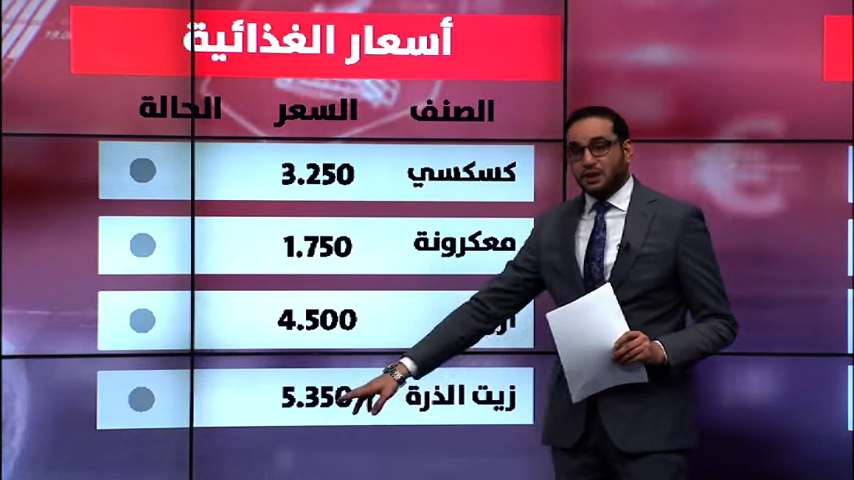 أسعار الغذائية
الصنف السعر الحالة
كسكسي 3.250
معكرونة 1.750
4.500
زيت الذرة 5.350